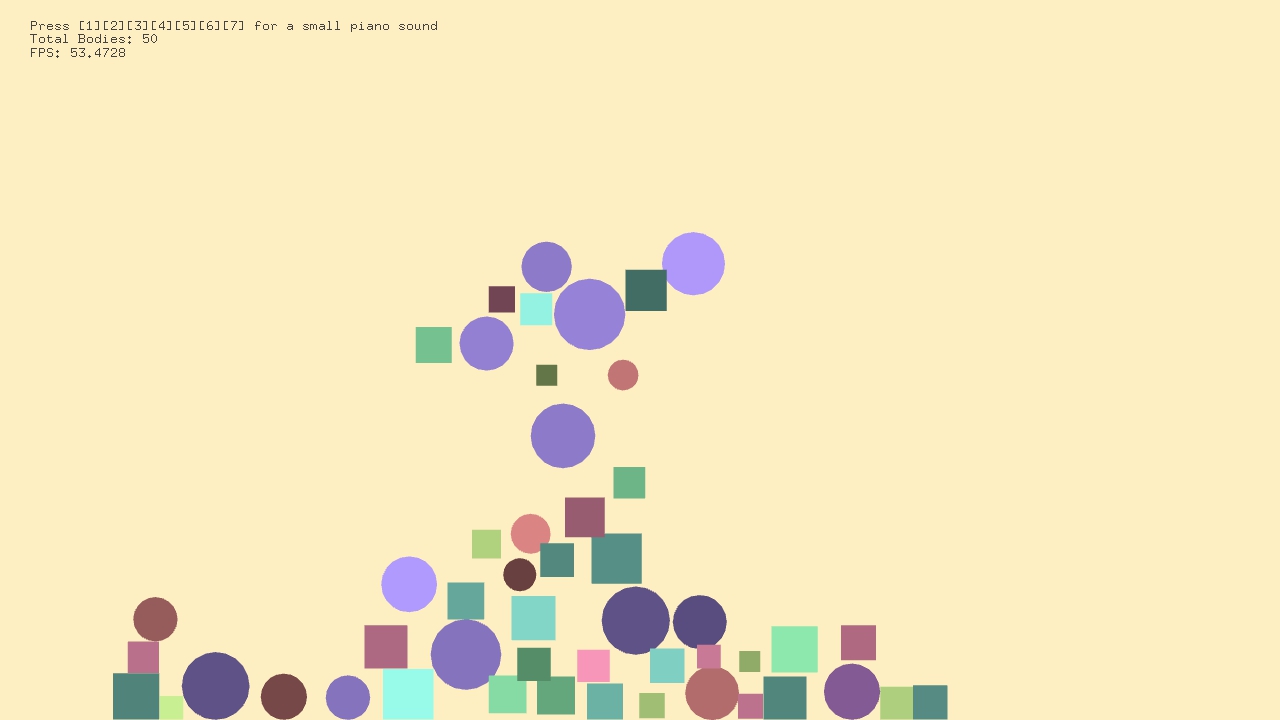 Press [1][2][3][4][5][6][7] for a small piano sound
Total Bodies: 50
FPS: 53.4728